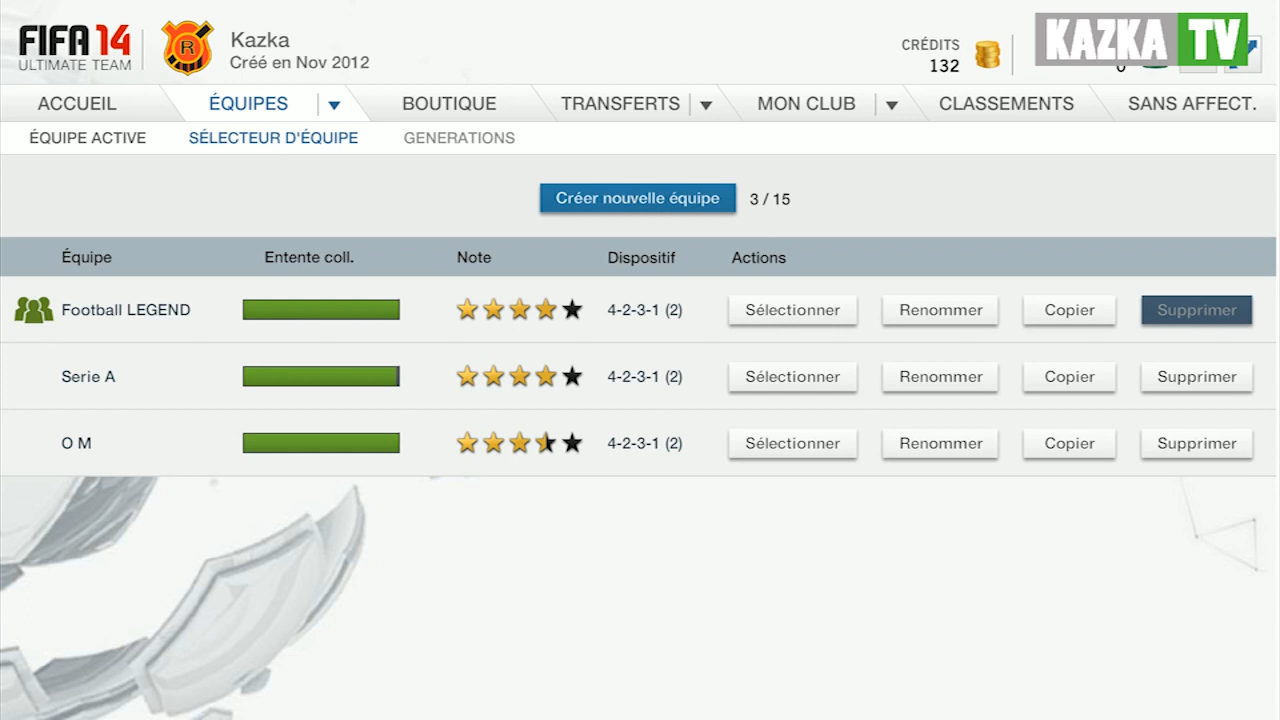 FIFA 14
ULTIMATE TEAM
R
Kazka
Créé en Nov 2012
CRÉDITS
132
0
KAZKA TV
ACCUEIL ÉQUIPES BOUTIQUE TRANSFERTS MON CLUB CLASSEMENTS SANS AFFECT.
ÉQUIPE ACTIVE SÉLECTEUR D'ÉQUIPE GENERATIONS
Créer nouvelle équipe 3 / 15
Équipe Entente coll. Note Dispositif Actions
Football LEGEND 4-2-3-1 (2) Sélectionner Renommer Copier Supprimer
Serie A 4-2-3-1 (2) Sélectionner Renommer Copier Supprimer
O M 4-2-3-1 (2) Sélectionner Renommer Copier Supprimer